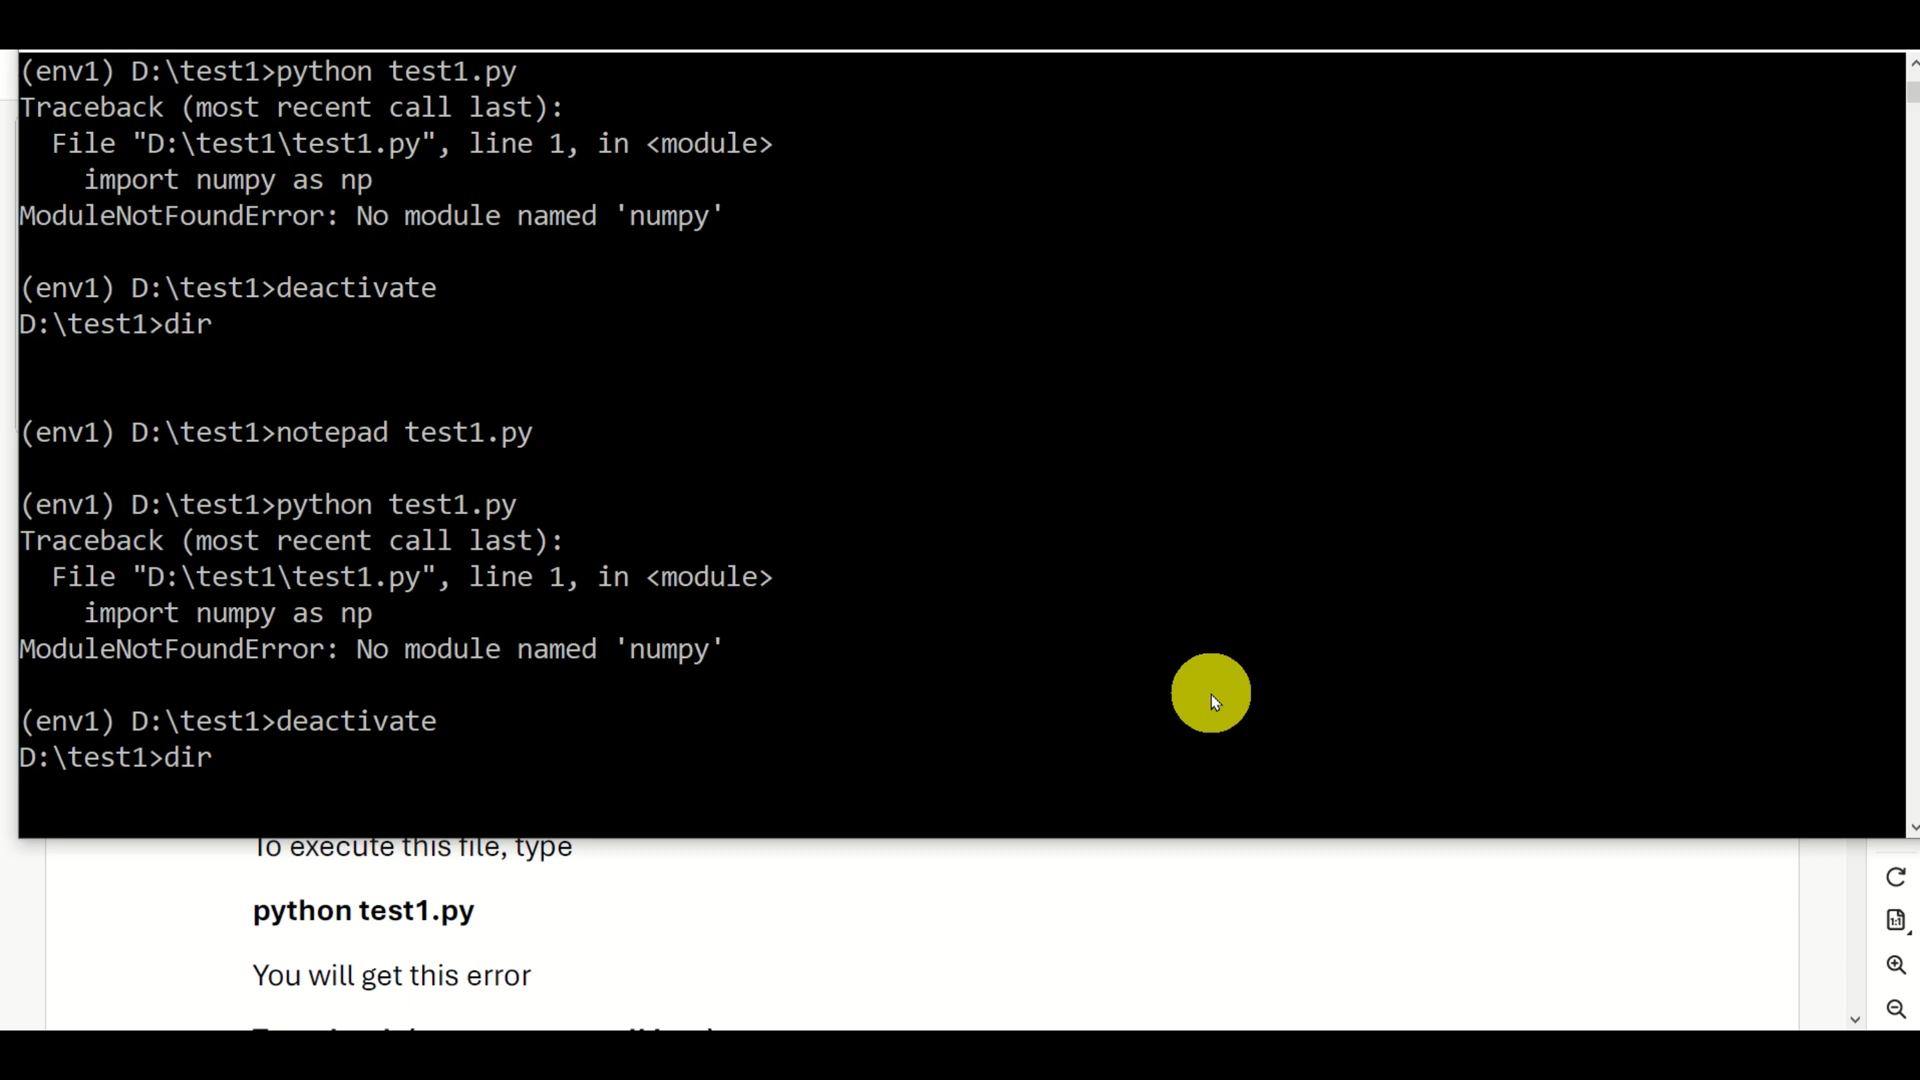 (env1) D:\test1>python test1.py
Traceback (most recent call last):
  File "D:\test1\test1.py", line 1, in <module>
    import numpy as np
ModuleNotFoundError: No module named 'numpy'
(env1) D:\test1>deactivate
D:\test1>dir
(env1) D:\test1>notepad test1.py
(env1) D:\test1>python test1.py
Traceback (most recent call last):
  File "D:\test1\test1.py", line 1, in <module>
    import numpy as np
ModuleNotFoundError: No module named 'numpy'
(env1) D:\test1>deactivate
D:\test1>dir
To execute this file, type
python test1.py
You will get this error